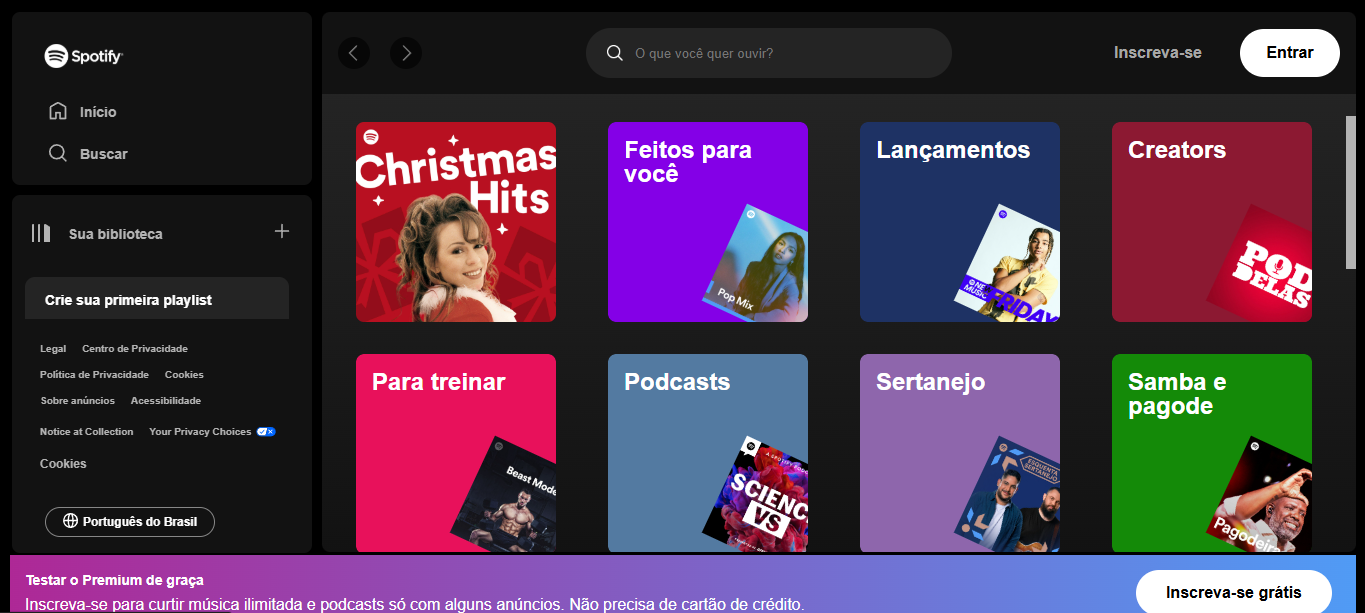 Spotify
Início
Buscar
Sua biblioteca
Crie sua primeira playlist
Legal Centro de Privacidade
Política de Privacidade Cookies
Sobre anúncios Acessibilidade
Notice at Collection Your Privacy Choices
Cookies
Português do Brasil
O que você quer ouvir?
Inscreva-se
Entrar
Christmas
Hits
Feitos para
você
Pop Mix
Lançamentos
ONE
MUSIC
FRIDAY
Creators
POD
DELAS
Para treinar
Beast Mode
Podcasts
A SPOTIFY
SCIENC
VS
Sertanejo
ESQUENTA
SERTANEJO
Samba e
pagode
Pagodeira
Testar o Premium de graça
Inscreva-se para curtir música ilimitada e podcasts só com alguns anúncios. Não precisa de cartão de crédito.
Inscreva-se grátis